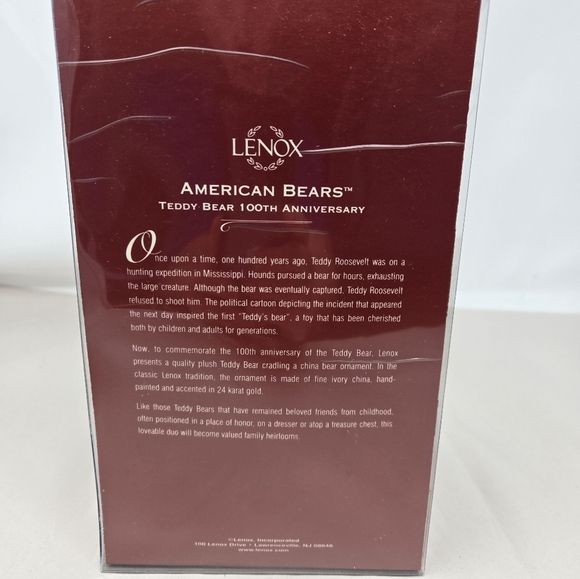 LENOX
AMERICAN BEARS™
TEDDY BEAR 100TH ANNIVERSARY
Once upon a time, one hundred years ago, Teddy Roosevelt was on a
hunting expedition in Mississippi. Hounds pursued a bear for hours, exhausting
the large creature. Although the bear was eventually captured, Teddy Roosevelt
refused to shoot him. The political cartoon depicting the incident that appeared
the next day inspired the first "Teddy's bear", a toy that has been cherished
both by children and adults for generations.
Now, to commemorate the 100th anniversary of the Teddy Bear, Lenox
presents a quality plush Teddy Bear cradling a china bear ornament. In the
classic Lenox tradition, the ornament is made of fine ivory china, hand-
painted and accented in 24 karat gold.
Like those Teddy Bears that have remained beloved friends from childhood,
often positioned in a place of honor, on a dresser or atop a treasure chest, this
loveable duo will become valued family heirlooms.
©Lenox, Incorporated
100 Lenox Drive • Lawrenceville, NJ 08648
www.lenox.com